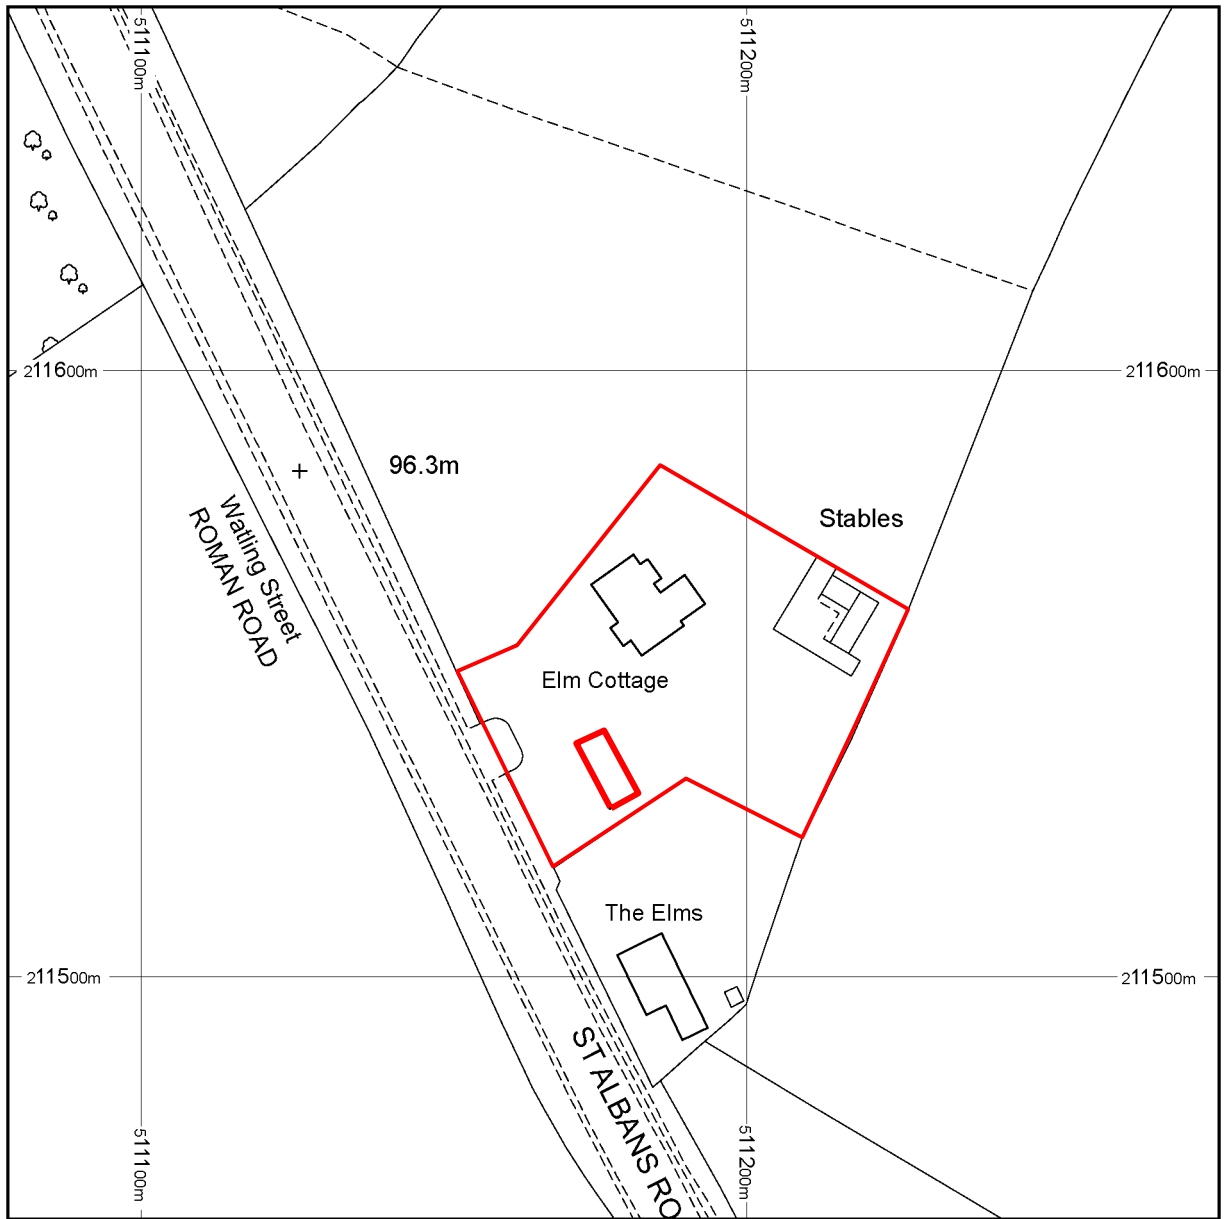 511100m
511200m
211600m
211600m
96.3m
Stables
Watling Street
ROMAN ROAD
Elm Cottage
The Elms
211500m
211500m
ST ALBANS RO
511100m
511200m